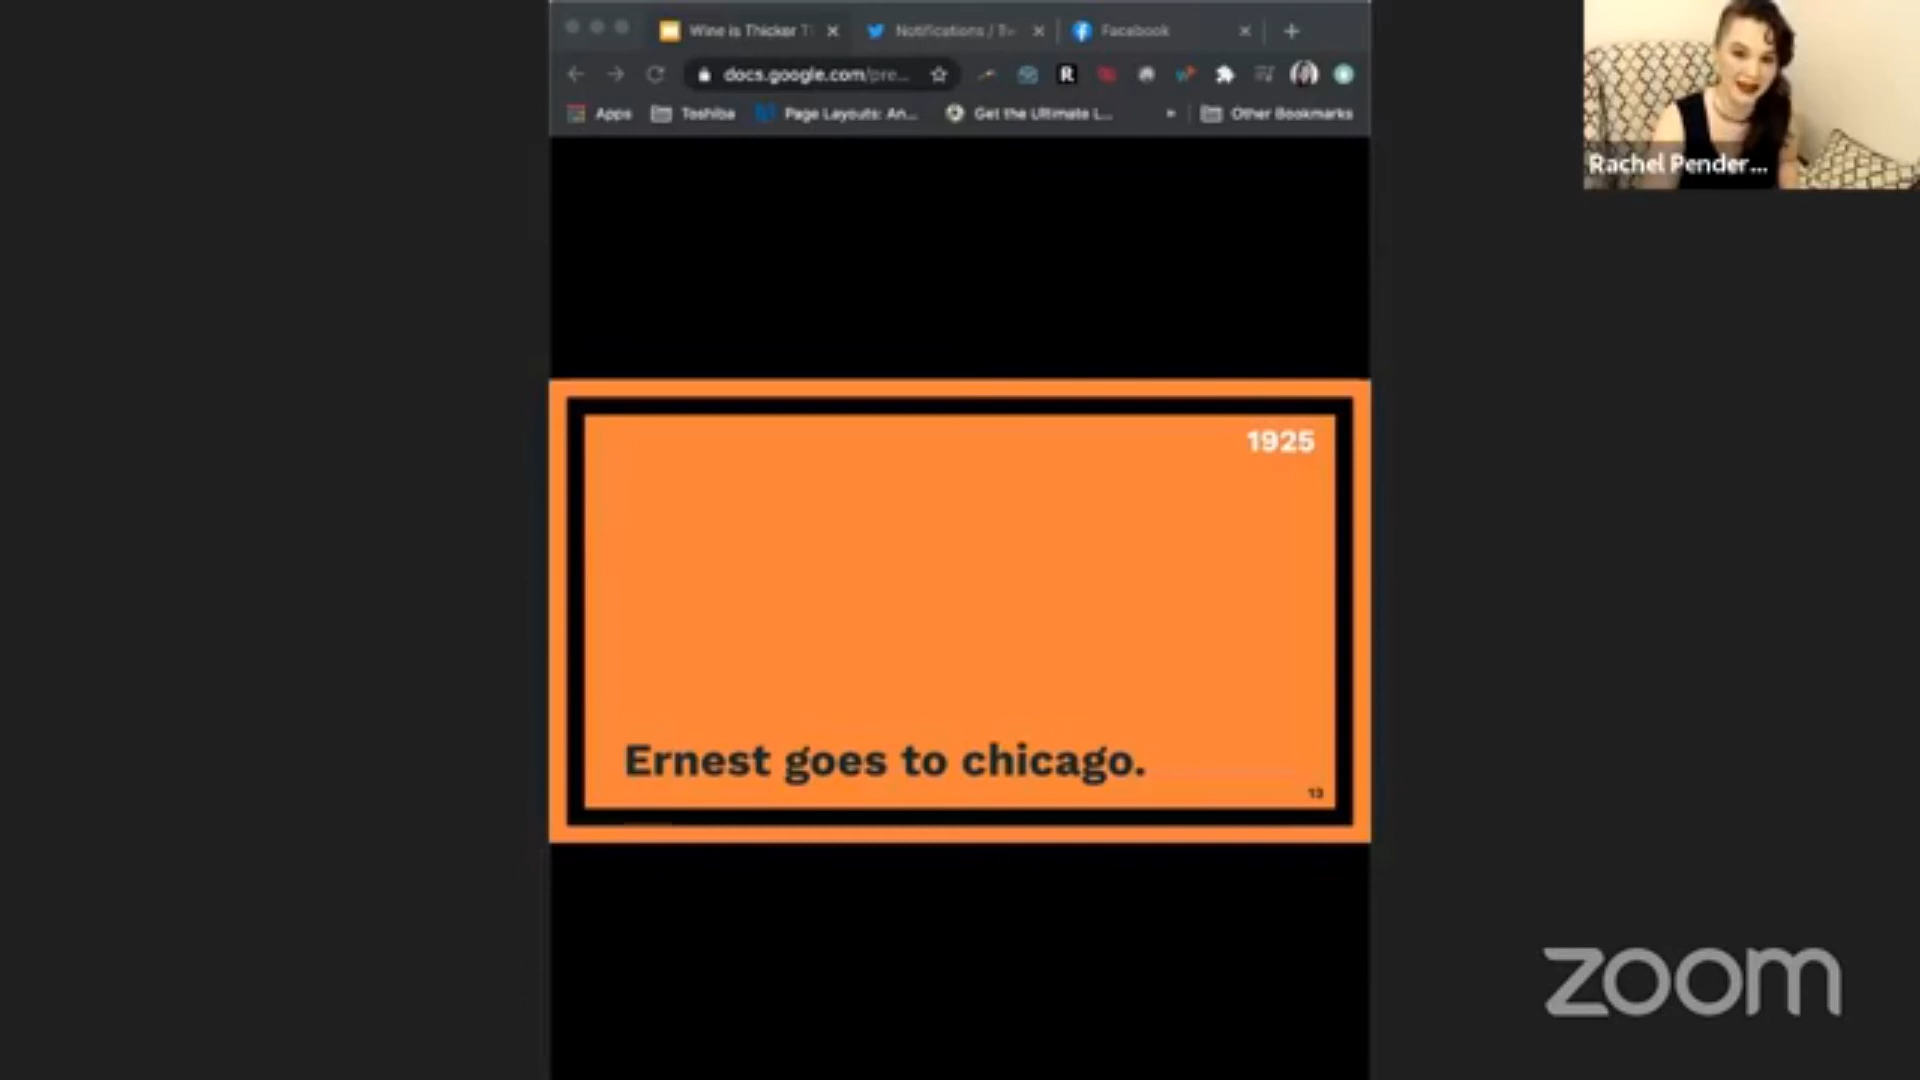 Wine is Thicker T
Notifications / Tw
Facebook
docs.google.com/pre...
R
Apps
Toshiba
Page Layouts: An...
Get the Ultimate L...
»
Other Bookmarks
Rachel Pender...
1925
Ernest goes to chicago.
13
zoom